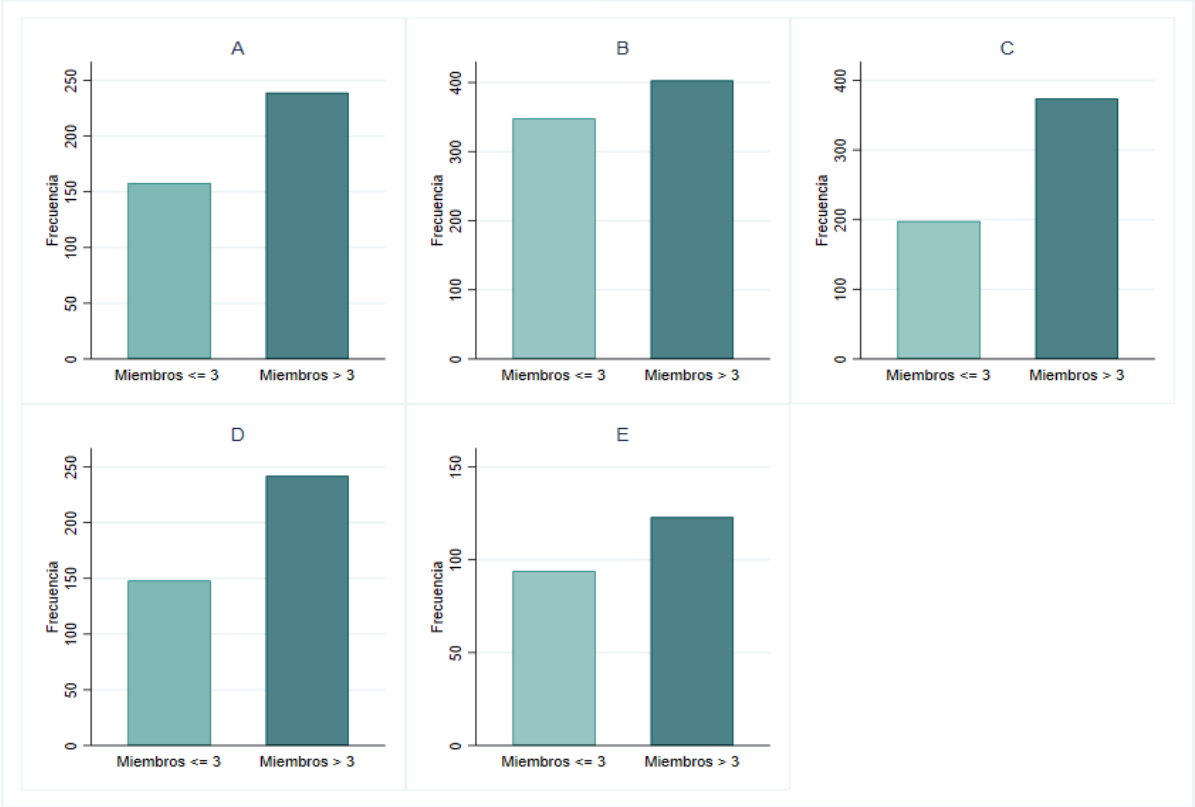 A
Frecuencia
250
200
150
100
50
0
Miembros <= 3
Miembros > 3
B
Frecuencia
400
300
200
100
0
Miembros <= 3
Miembros > 3
C
Frecuencia
400
300
200
100
0
Miembros <= 3
Miembros > 3
D
Frecuencia
250
200
150
100
50
0
Miembros <= 3
Miembros > 3
E
Frecuencia
150
100
50
0
Miembros <= 3
Miembros > 3